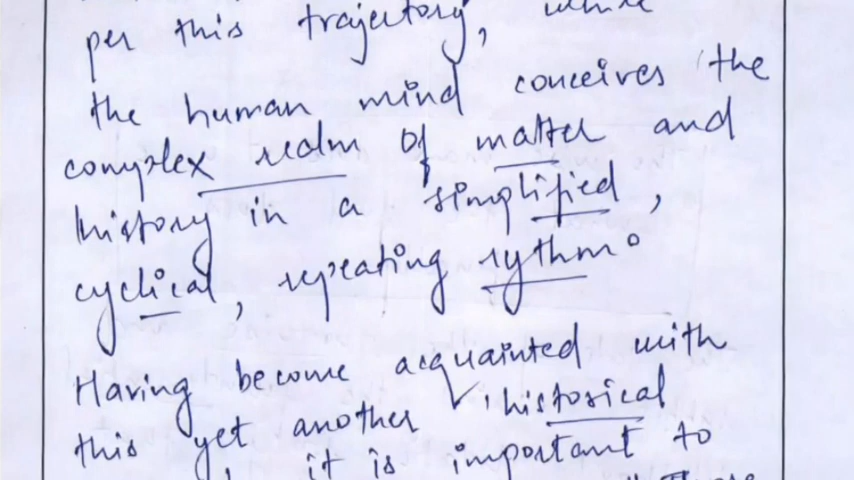 per this trajectory, while
the human mind conceives the
complex realm of matter and
history in a simplified,
cyclical, repeating rythm.
Having become acquainted with
this yet another 'historical
it is important to